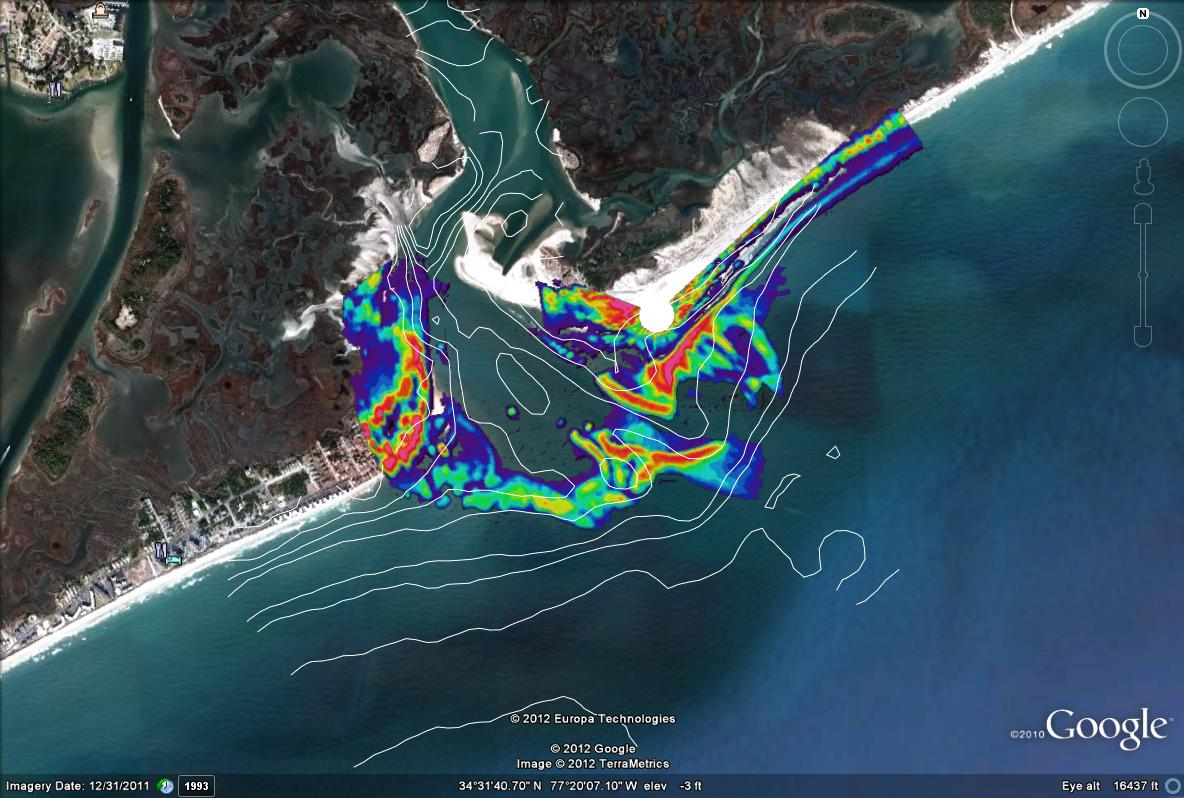 N
© 2012 Europa Technologies
© 2012 Google
Image © 2012 TerraMetrics
©2010 Google
Imagery Date: 12/31/2011 1993 34°31'40.70" N 77°20'07.10" W elev -3 ft Eye alt 16437 ft